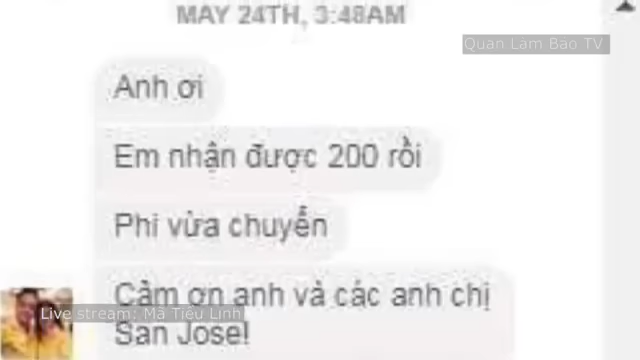 MAY 24TH, 3:48AM
Quan Lam Bao TV
Anh ơi
Em nhận được 200 rồi
Phi vừa chuyển
Cảm ơn anh và các anh chị
San Jose!
Live stream: Mã Tiểu Linh